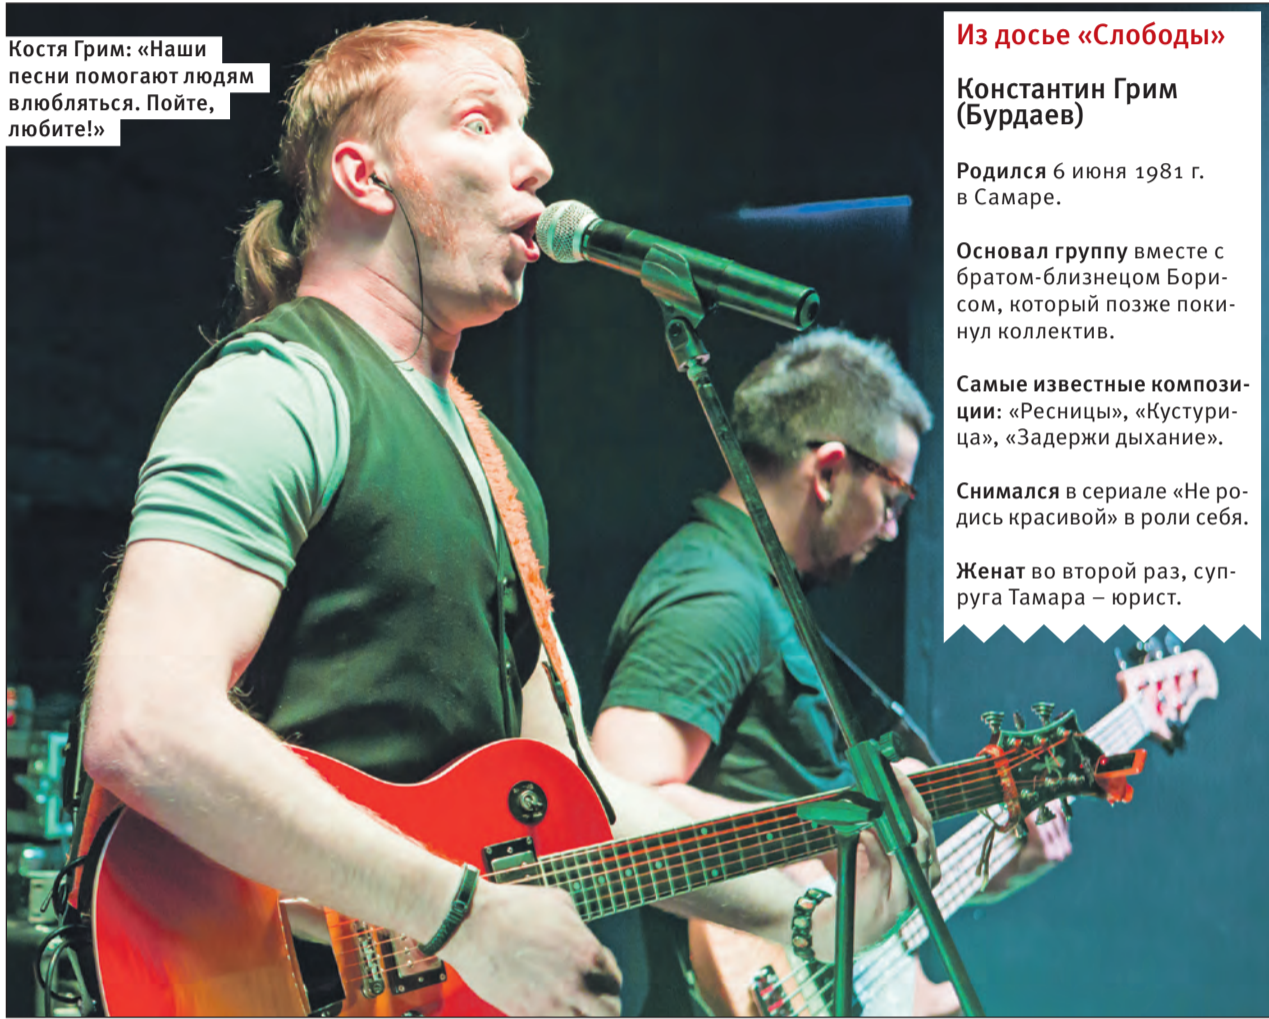 Костя Грим: «Наши
песни помогают людям
влюбляться. Пойте,
любите!»
Из досье «Слободы»
Константин Грим
(Бурдаев)
Родился 6 июня 1981 г.
в Самаре.
Основал группу вместе с
братом-близнецом Бори-
сом, который позже поки-
нул коллектив.
Самые известные компози-
ции: «Ресницы», «Кустури-
ца», «Задержи дыхание».
Снимался в сериале «Не ро-
дись красивой» в роли себя.
Женат во второй раз, суп-
руга Тамара – юрист.